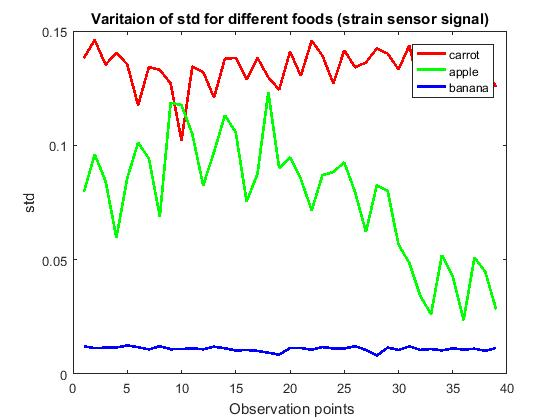 Varitaion of std for different foods (strain sensor signal)
0.15
carrot
apple
banana
0.1
std
0.05
0
0 5 10 15 20 25 30 35 40
Observation points